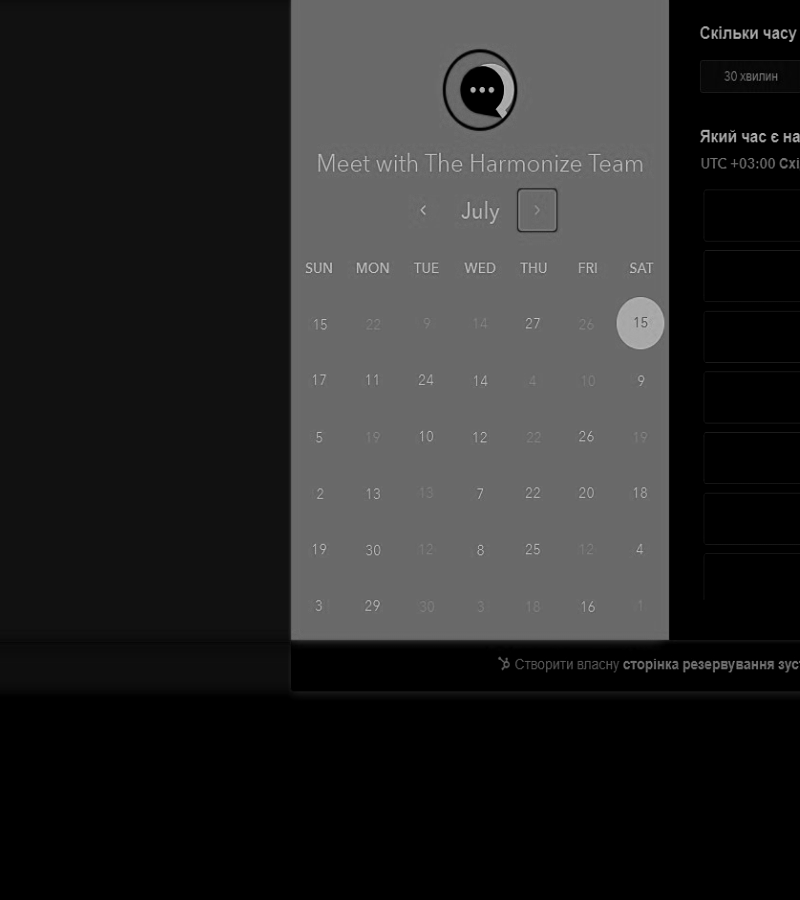 Meet with The Harmonize Team
July
SUN MON TUE WED THU FRI SAT
15 22 9 14 27 26 15
17 11 24 14 4 10 9
5 19 10 12 22 26 19
2 13 13 7 22 20 18
19 30 12 8 25 12 4
3 29 30 3 18 16 1
Скільки часу
30 хвилин
Який час є на
UTC +03:00 Схі
Створити власну сторінка резервування зуст